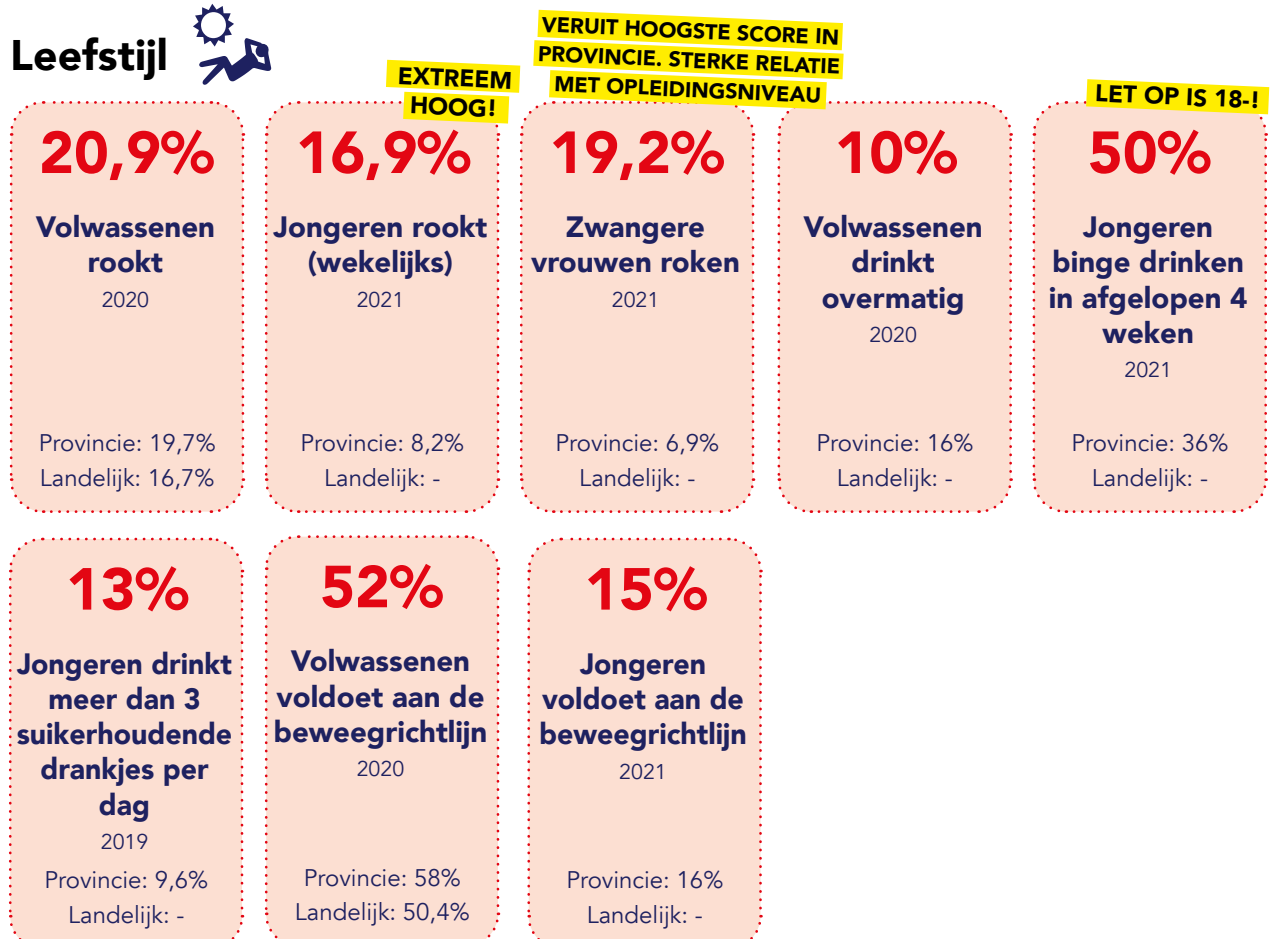 Leefstijl
EXTREEM
HOOG!
VERUIT HOOGSTE SCORE IN
PROVINCIE. STERKE RELATIE
MET OPLEIDINGSNIVEAU
LET OP IS 18-!
20,9%
Volwassenen
rookt
2020
Provincie: 19,7%
Landelijk: 16,7%
16,9%
Jongeren rookt
(wekelijks)
2021
Provincie: 8,2%
Landelijk: -
19,2%
Zwangere
vrouwen roken
2021
Provincie: 6,9%
Landelijk: -
10%
Volwassenen
drinkt
overmatig
2020
Provincie: 16%
Landelijk: -
50%
Jongeren
binge drinken
in afgelopen 4
weken
2021
Provincie: 36%
Landelijk: -
13%
Jongeren drinkt
meer dan 3
suikerhoudende
drankjes per
dag
2019
Provincie: 9,6%
Landelijk: -
52%
Volwassenen
voldoet aan de
beweegrichtlijn
2020
Provincie: 58%
Landelijk: 50,4%
15%
Jongeren
voldoet aan de
beweegrichtlijn
2021
Provincie: 16%
Landelijk: -